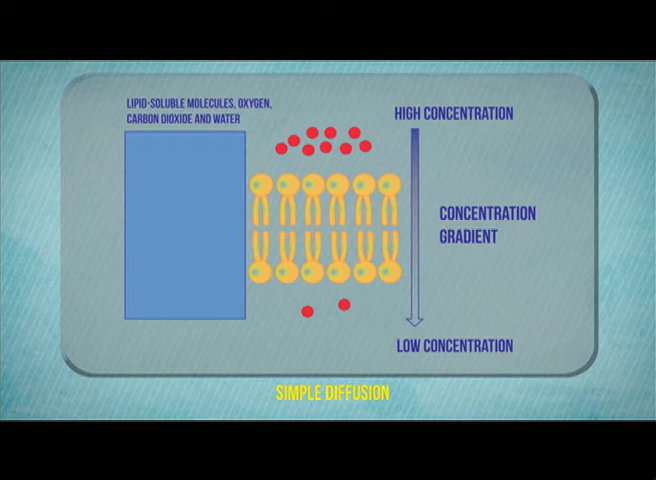 LIPID-SOLUBLE MOLECULES, OXYGEN,
CARBON DIOXIDE AND WATER
HIGH CONCENTRATION
CONCENTRATION
GRADIENT
LOW CONCENTRATION
SIMPLE DIFFUSION